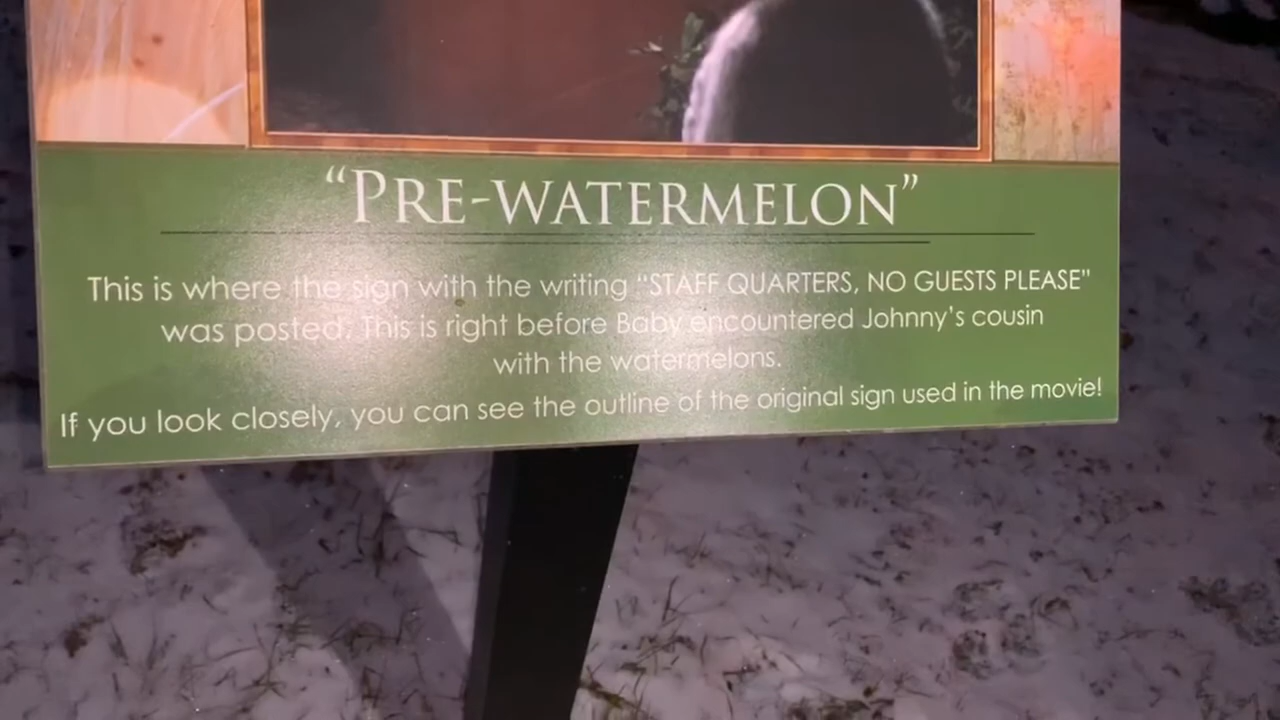 “PRE-WATERMELON”
This is where the sign with the writing “STAFF QUARTERS, NO GUESTS PLEASE”
was posted. This is right before Baby encountered Johnny’s cousin
with the watermelons.
If you look closely, you can see the outline of the original sign used in the movie!